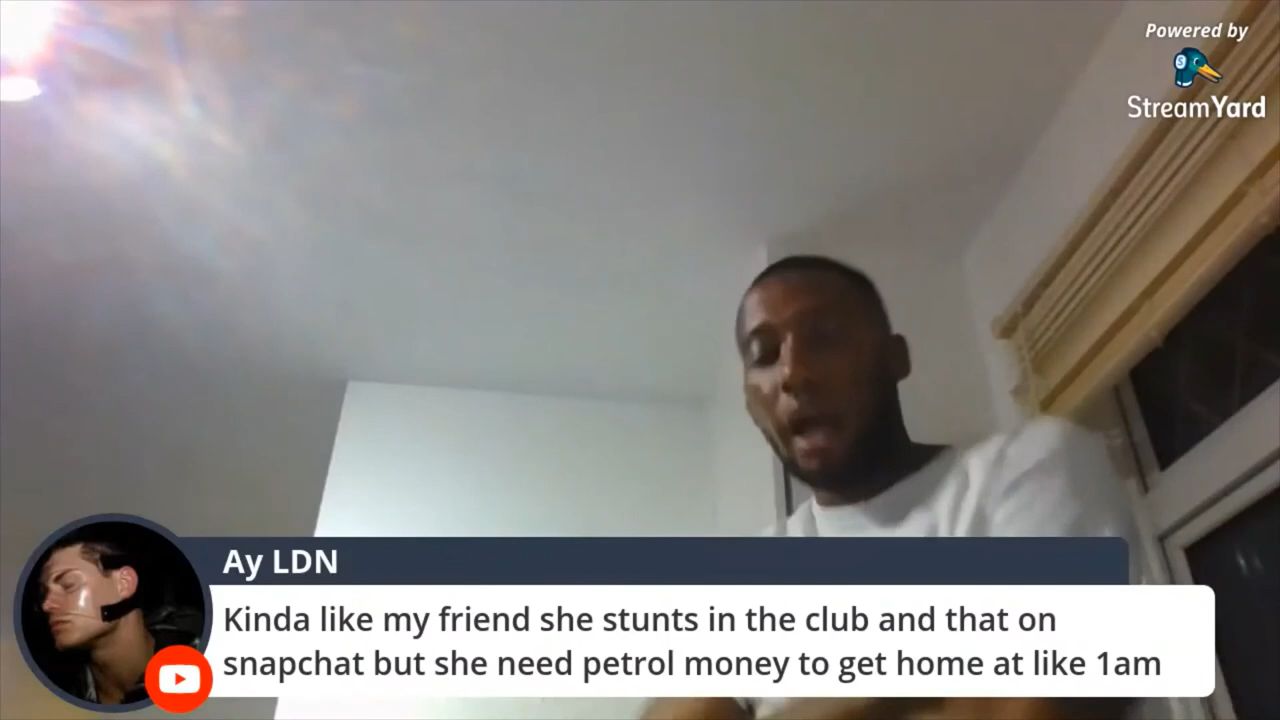 Powered by
StreamYard
Ay LDN
Kinda like my friend she stunts in the club and that on
snapchat but she need petrol money to get home at like 1am